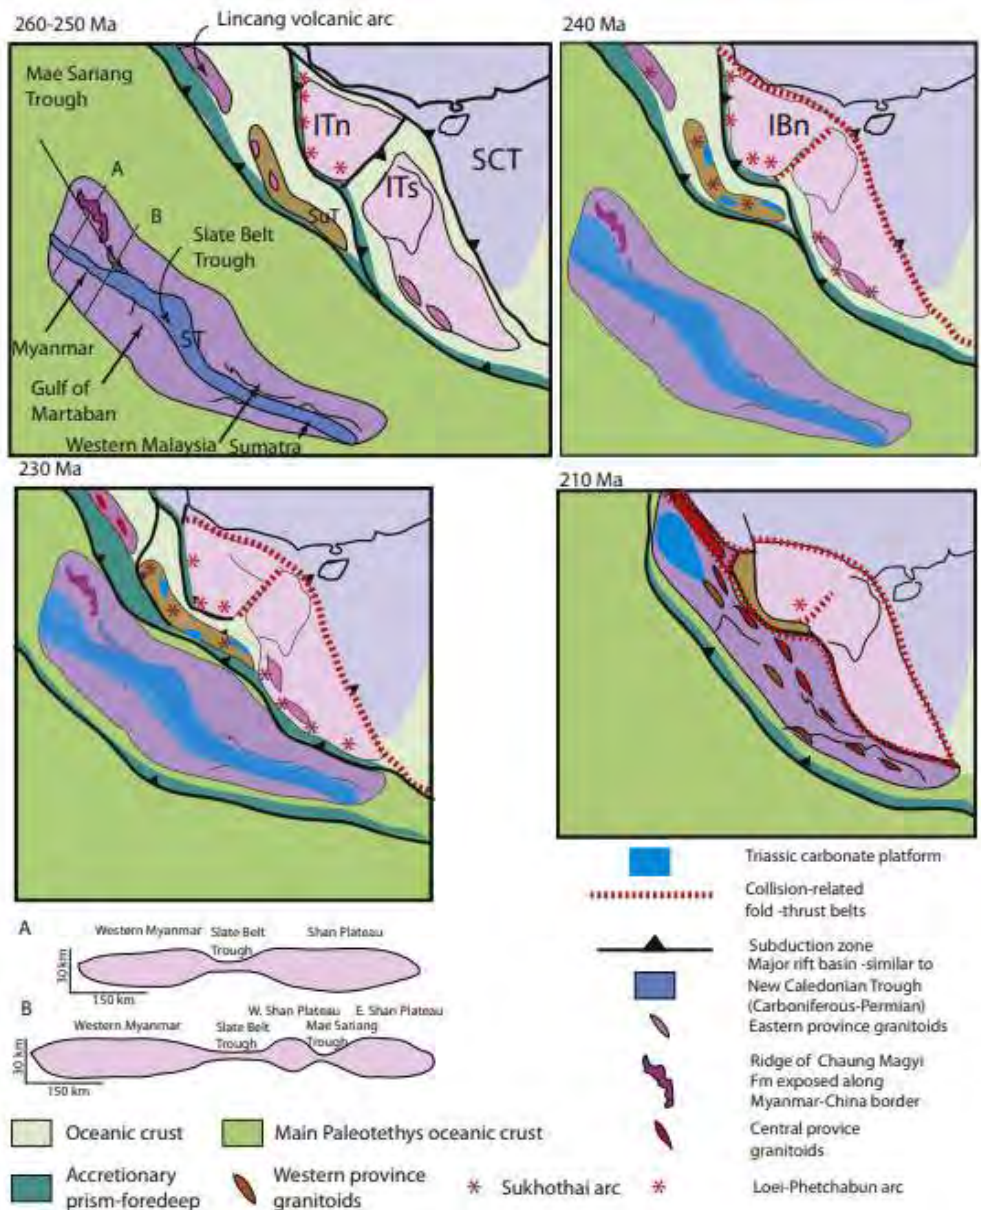 260-250 Ma
Lincang volcanic arc
240 Ma
Mae Sariang
Trough
ITn
IBn
SCT
A
ITs
B
SuT
Slate Belt
Trough
ST
Myanmar
Gulf of
Martaban
Western Malaysia
Sumatra
230 Ma
210 Ma
Triassic carbonate platform
Collision-related
fold -thrust belts
Subduction zone
Major rift basin -similar to
New Caledonian Trough
(Carboniferous-Permian)
Eastern province granitoids
Ridge of Chaung Magyi
Fm exposed along
Myanmar-China border
Central provice
granitoids
A
Western Myanmar
Slate Belt
Trough
Shan Plateau
30 km
150 km
B
W. Shan Plateau
E. Shan Plateau
Western Myanmar
Slate Belt
Trough
Mae Sariang
Trough
30 km
150 km
Oceanic crust
Main Paleotethys oceanic crust
Accretionary
prism-foredeep
Western province
granitoids
Sukhothai arc
Loei-Phetchabun arc